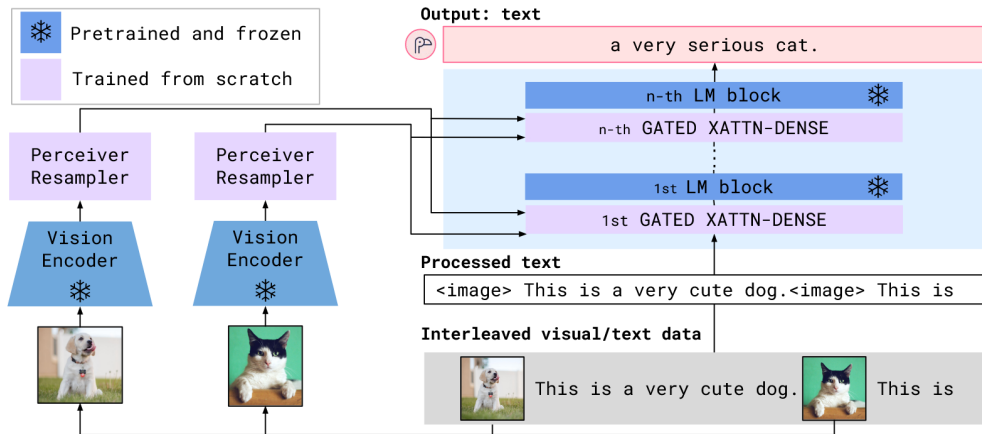 Pretrained and frozen
Trained from scratch
Perceiver
Resampler
Vision
Encoder
Perceiver
Resampler
Vision
Encoder
Output: text
a very serious cat.
n-th LM block
n-th GATED XATTN-DENSE
1st LM block
1st GATED XATTN-DENSE
Processed text
<image> This is a very cute dog.<image> This is
Interleaved visual/text data
This is a very cute dog. This is